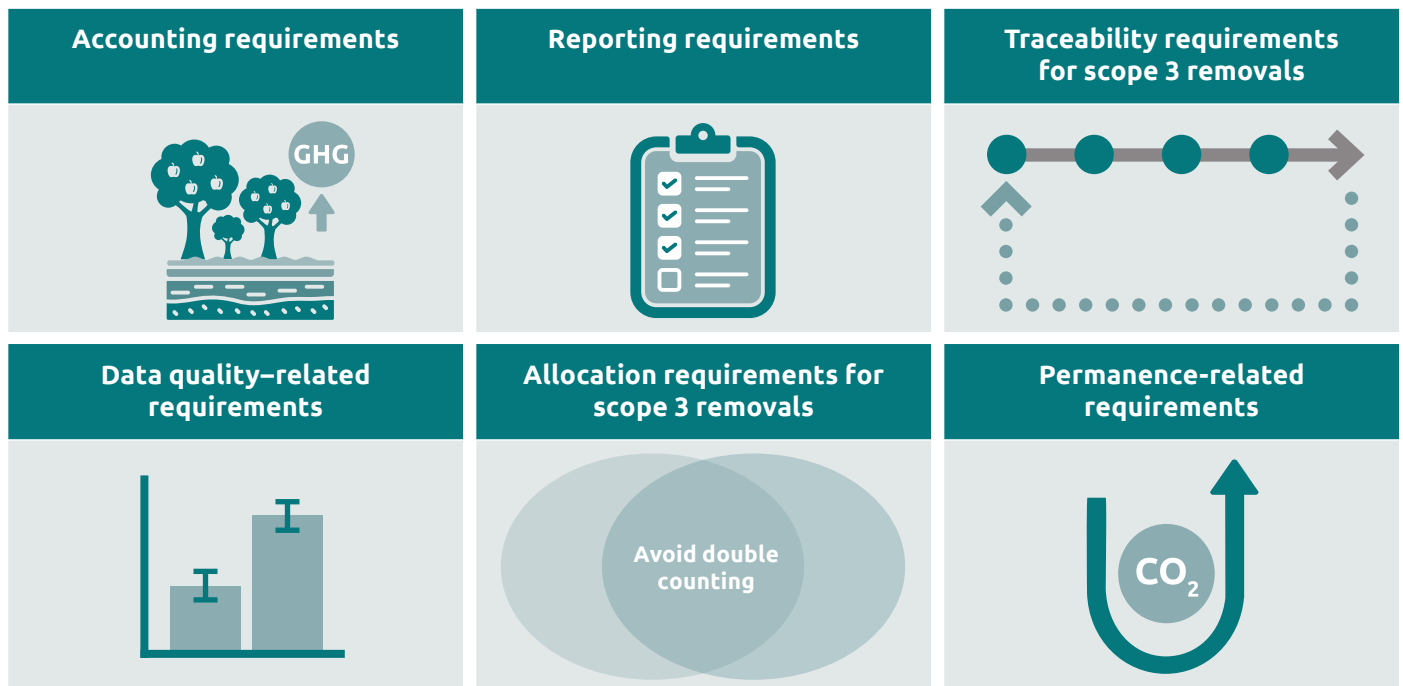 Accounting requirements
Reporting requirements
Traceability requirements
for scope 3 removals
GHG
Data quality–related
requirements
Allocation requirements for
scope 3 removals
Permanence-related
requirements
Avoid double
counting
CO₂